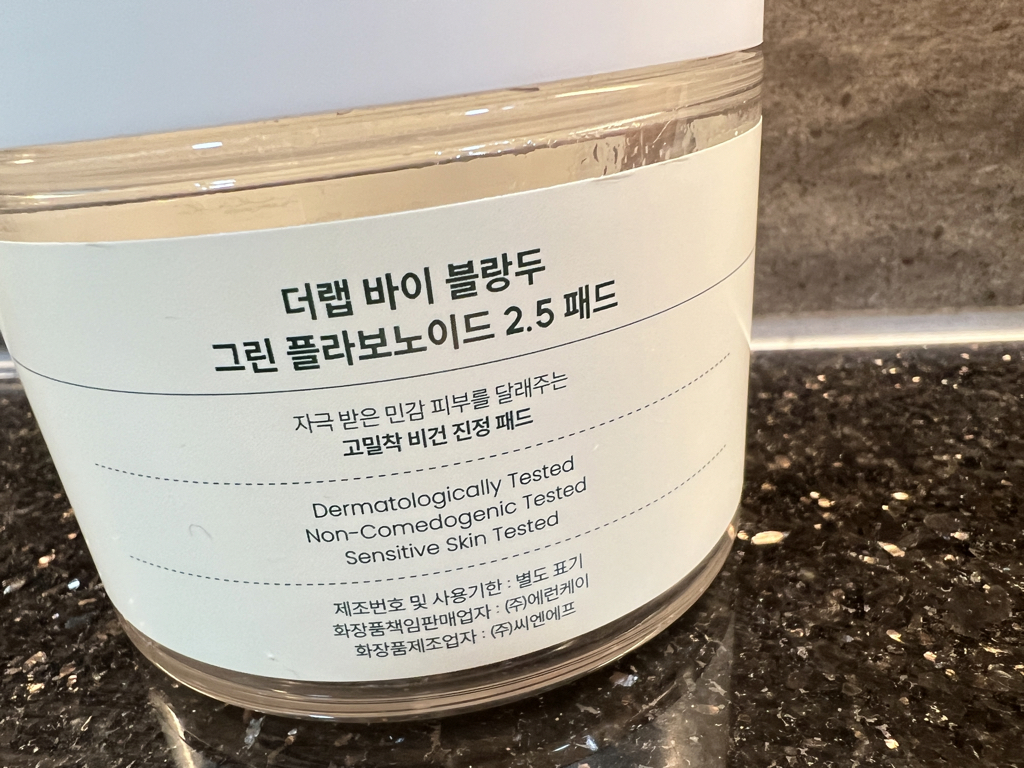 더랩 바이 블랑두
그린 플라보노이드 2.5 패드
자극 받은 민감 피부를 달래주는
고밀착 비건 진정 패드
Dermatologically Tested
Non-Comedogenic Tested
Sensitive Skin Tested
제조번호 및 사용기한 : 별도 표기
화장품책임판매업자 : (주)에런케이
화장품제조업자 : (주)씨엔에프